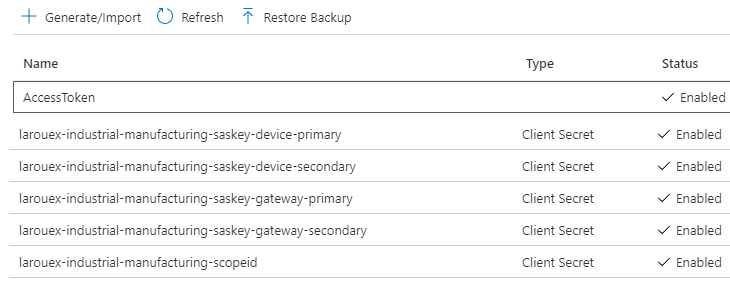 Generate/Import Refresh Restore Backup
Name Type Status
AccessToken Enabled
larouex-industrial-manufacturing-saskey-device-primary Client Secret Enabled
larouex-industrial-manufacturing-saskey-device-secondary Client Secret Enabled
larouex-industrial-manufacturing-saskey-gateway-primary Client Secret Enabled
larouex-industrial-manufacturing-saskey-gateway-secondary Client Secret Enabled
larouex-industrial-manufacturing-scopeid Client Secret Enabled